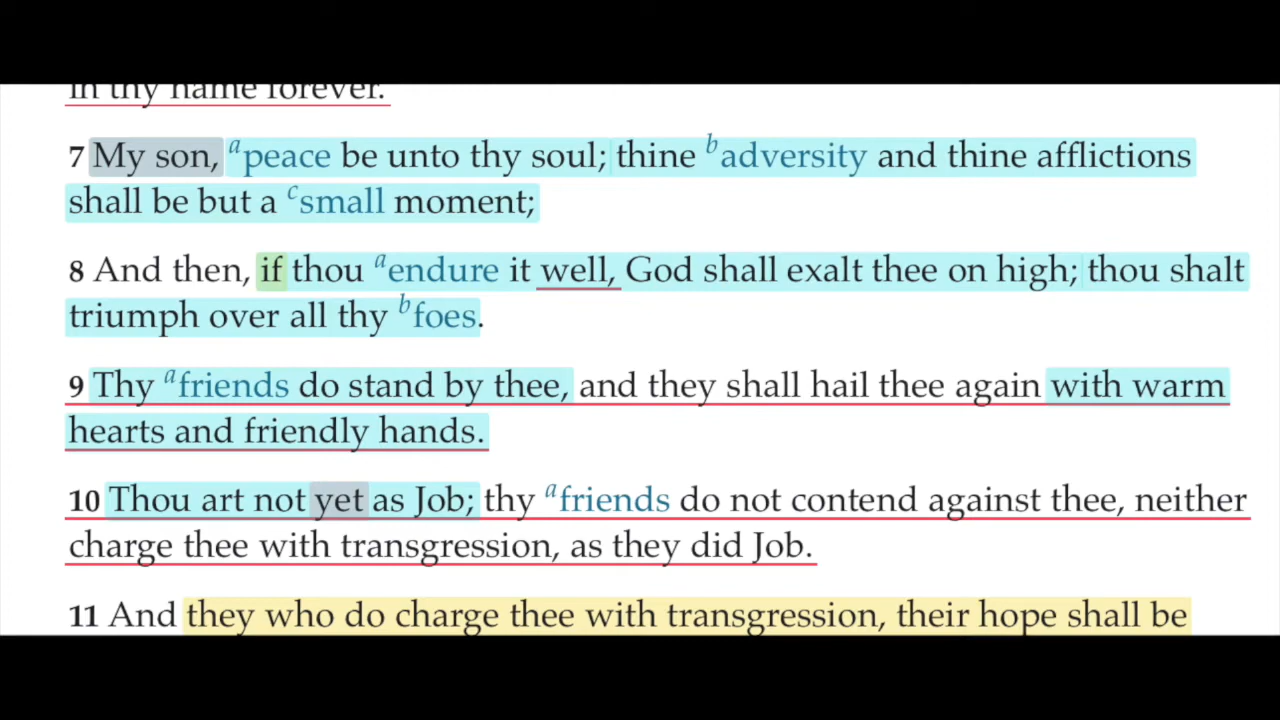 in thy name forever.
7 My son, a peace be unto thy soul; thine b adversity and thine afflictions
shall be but a c small moment;
8 And then, if thou a endure it well, God shall exalt thee on high; thou shalt
triumph over all thy b foes.
9 Thy a friends do stand by thee, and they shall hail thee again with warm
hearts and friendly hands.
10 Thou art not yet as Job; thy a friends do not contend against thee, neither
charge thee with transgression, as they did Job.
11 And they who do charge thee with transgression, their hope shall be